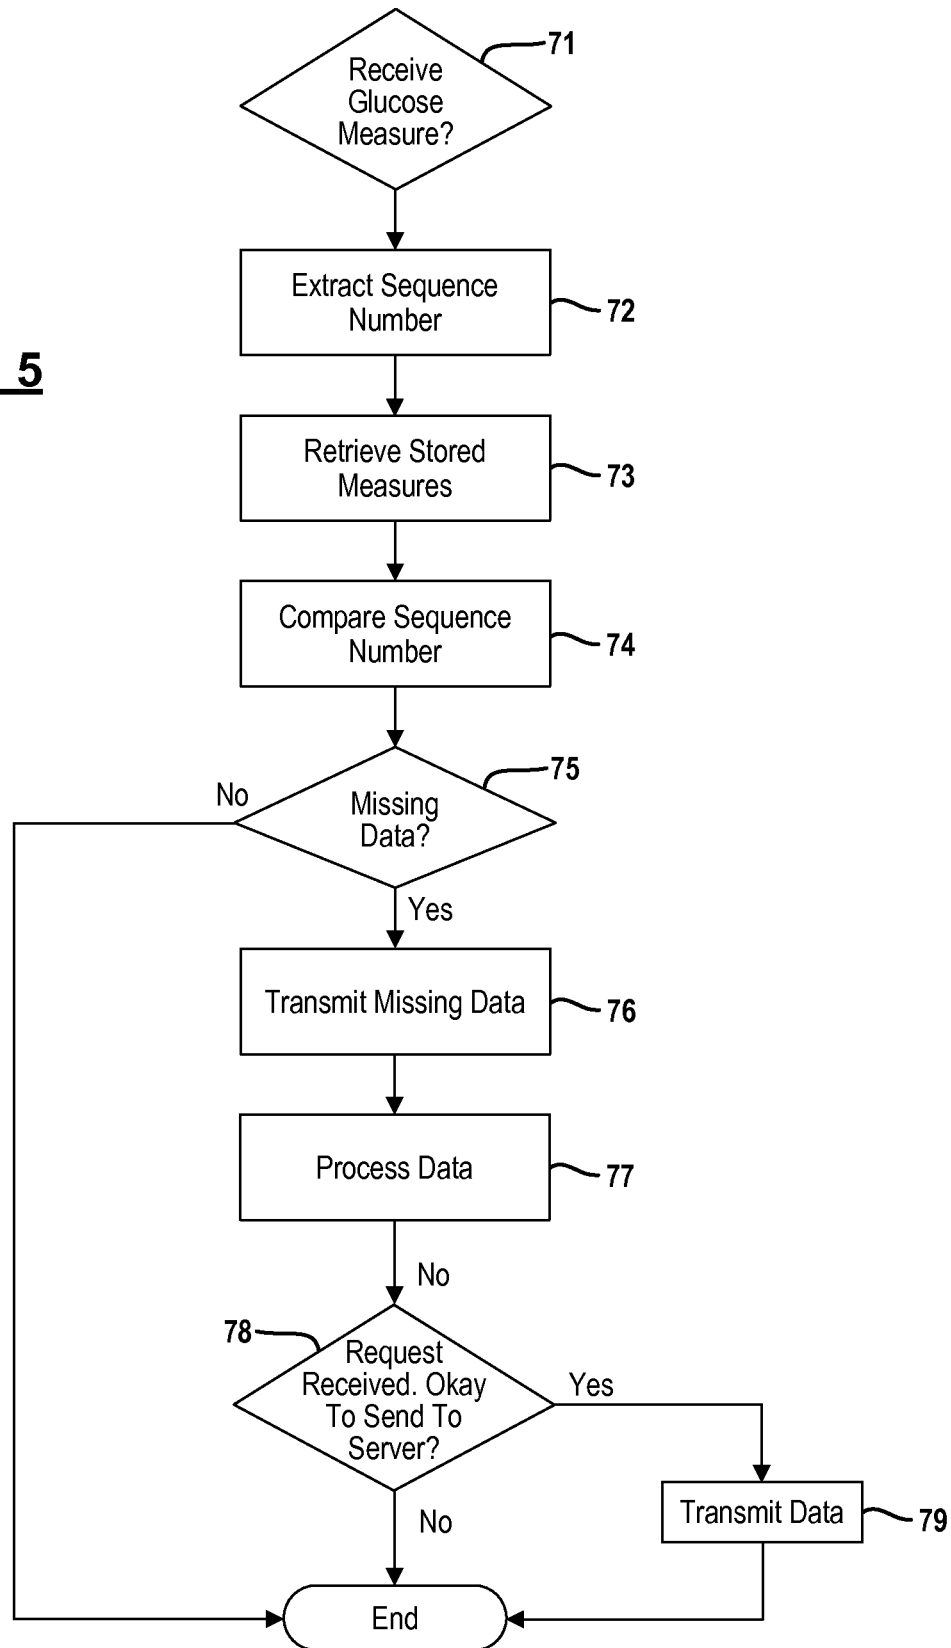 71
Receive
Glucose
Measure?
Extract Sequence
Number
72
5
Retrieve Stored
Measures
73
Compare Sequence
Number
74
75
No
Missing
Data?
Yes
Transmit Missing Data
76
Process Data
77
No
78
Request
Received. Okay
To Send To
Server?
Yes
Transmit Data
79
No
End